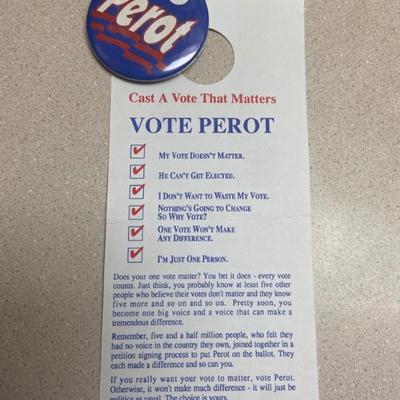 Perot
Cast A Vote That Matters
VOTE PEROT
MY VOTE DOESN'T MATTER.
HE CAN'T GET ELECTED.
I DON'T WANT TO WASTE MY VOTE.
NOTHING'S GOING TO CHANGE
SO WHY VOTE?
ONE VOTE WON'T MAKE
ANY DIFFERENCE.
I'M JUST ONE PERSON.
Does your one vote matter? You bet it does - every vote
counts. Just think, you probably know at least five other
people who believe their votes don't matter and they know
five more and so on and so on. Pretty soon, you
become one big voice and a voice that can make a
tremendous difference.
Remember, five and a half million people, who felt they
had no voice in the country they own, joined together in a
petition signing process to put Perot on the ballot. They
each made a difference and so can you.
If you really want your vote to matter, vote Perot.
Otherwise, it won't make much difference - it will just be
politics as usual. The choice is yours.